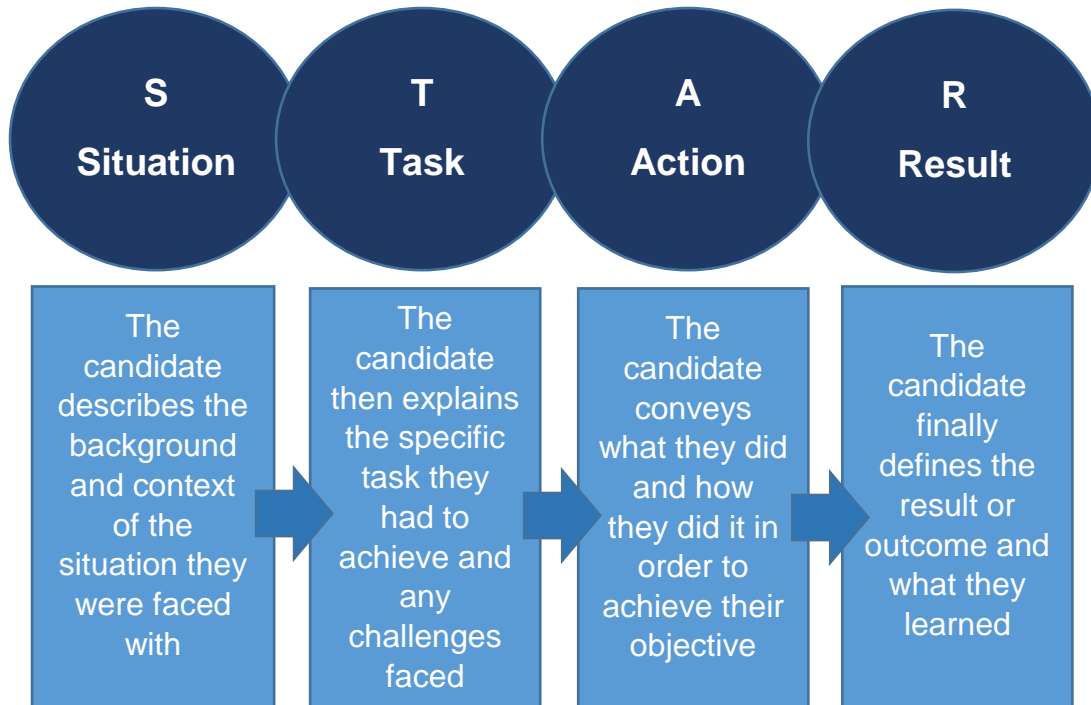 S
Situation
T
Task
A
Action
R
Result
The
candidate
describes the
background
and context
of the
situation they
were faced
with
The
candidate
then explains
the specific
task they
had to
achieve and
any
challenges
faced
The
candidate
conveys
what they did
and how
they did it in
order to
achieve their
objective
The
candidate
finally
defines the
result or
outcome and
what they
learned